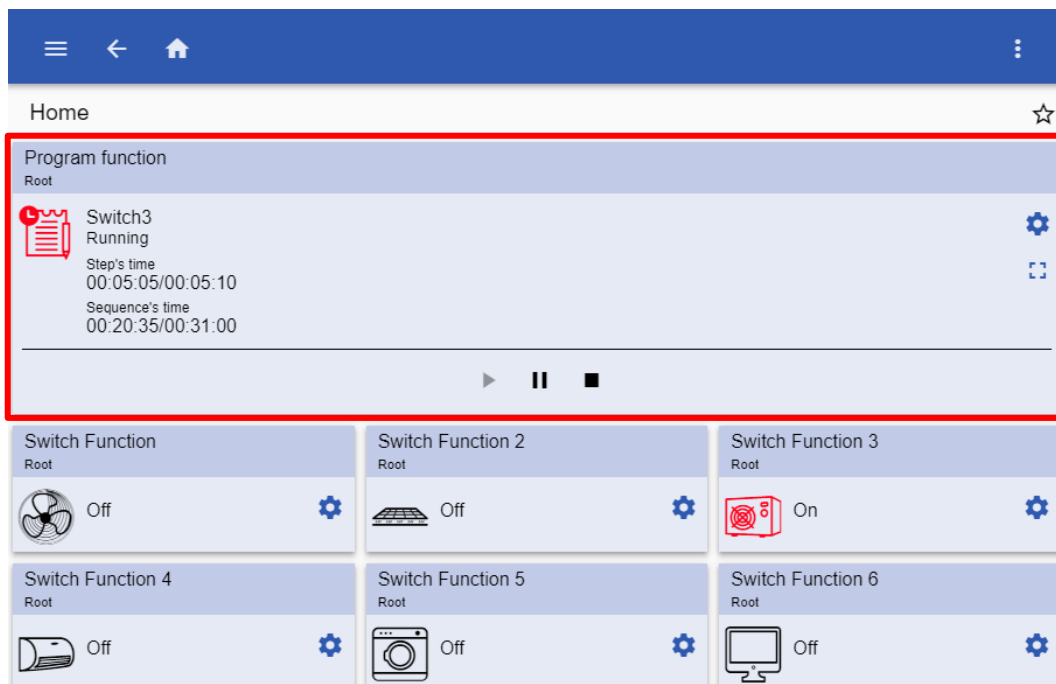 Home
Program function
Root
Switch3
Running
Step's time
00:05:05/00:05:10
Sequence's time
00:20:35/00:31:00
Switch Function
Root
Off
Switch Function 2
Root
Off
Switch Function 3
Root
On
Switch Function 4
Root
Off
Switch Function 5
Root
Off
Switch Function 6
Root
Off